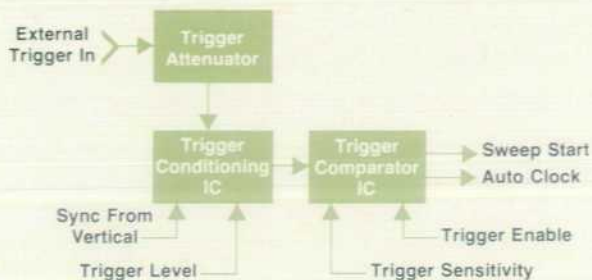 External
Trigger In
Trigger
Attenuator
Trigger
Conditioning
IC
Trigger
Comparator
IC
Sweep Start
Auto Clock
Sync From
Vertical
Trigger Enable
Trigger Level
Trigger Sensitivity